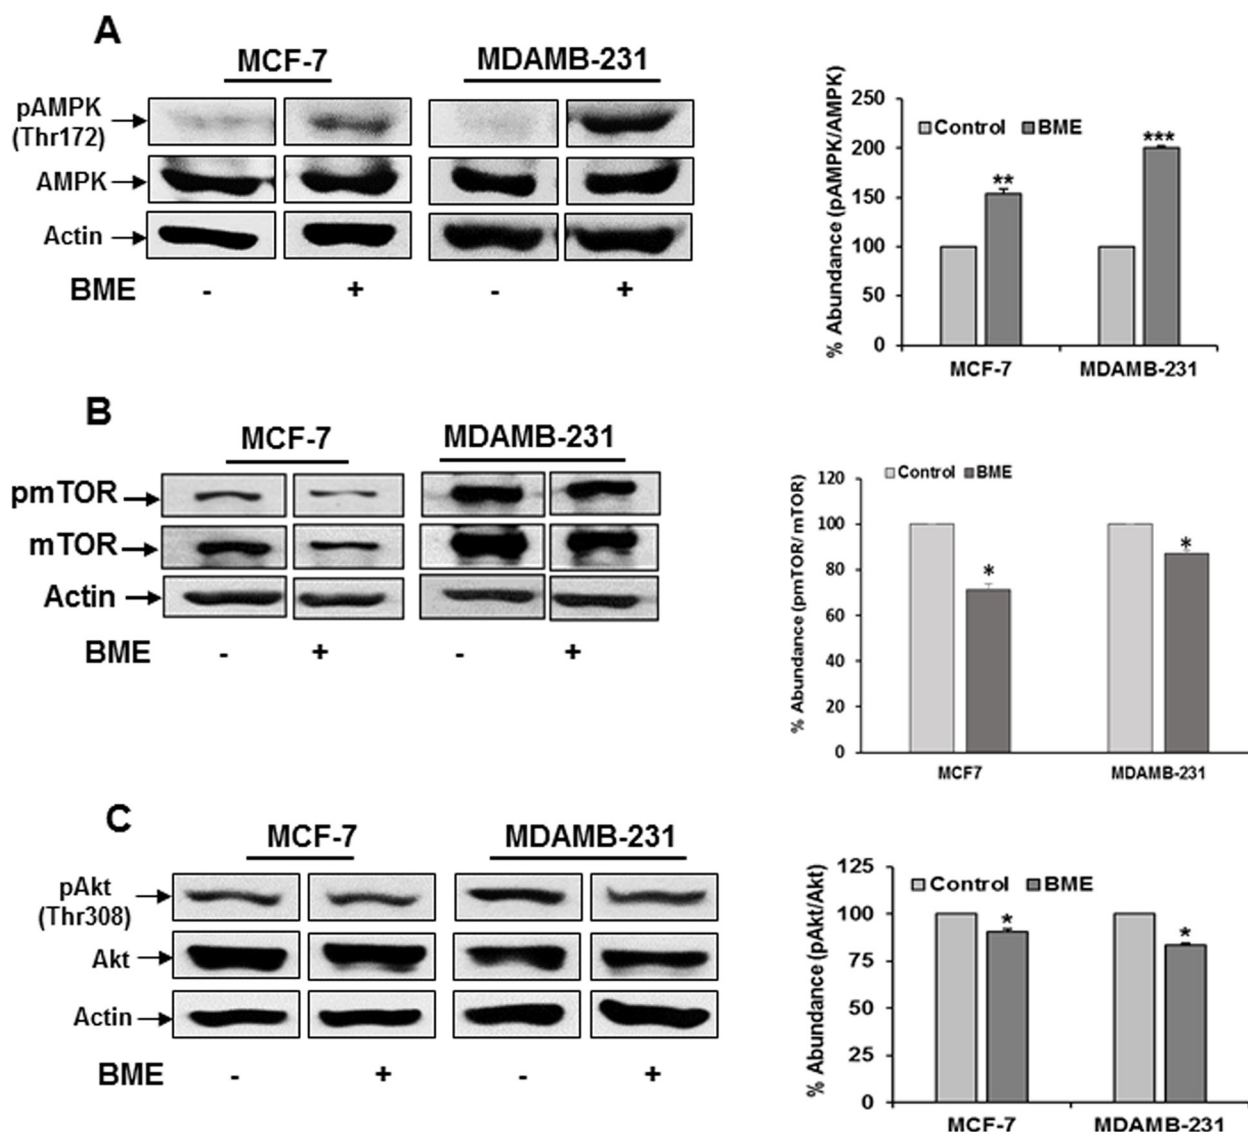 A
MCF-7 MDAMB-231
pAMPK
(Thr172)
AMPK
Actin
BME - + - +
% Abundance (pAMPK/AMPK)
250
200
150
100
50
0
Control BME
** ***
MCF-7 MDAMB-231
B
MCF-7 MDAMB-231
pmTOR
mTOR
Actin
BME - + - +
% Abundance (pmTOR/ mTOR)
Control BME
120
100
80
60
40
20
0
* *
MCF7 MDAMB-231
C
MCF-7 MDAMB-231
pAkt
(Thr308)
Akt
Actin
BME - + - +
% Abundance (pAkt/Akt)
125
100
75
50
25
0
Control BME
* *
MCF-7 MDAMB-231